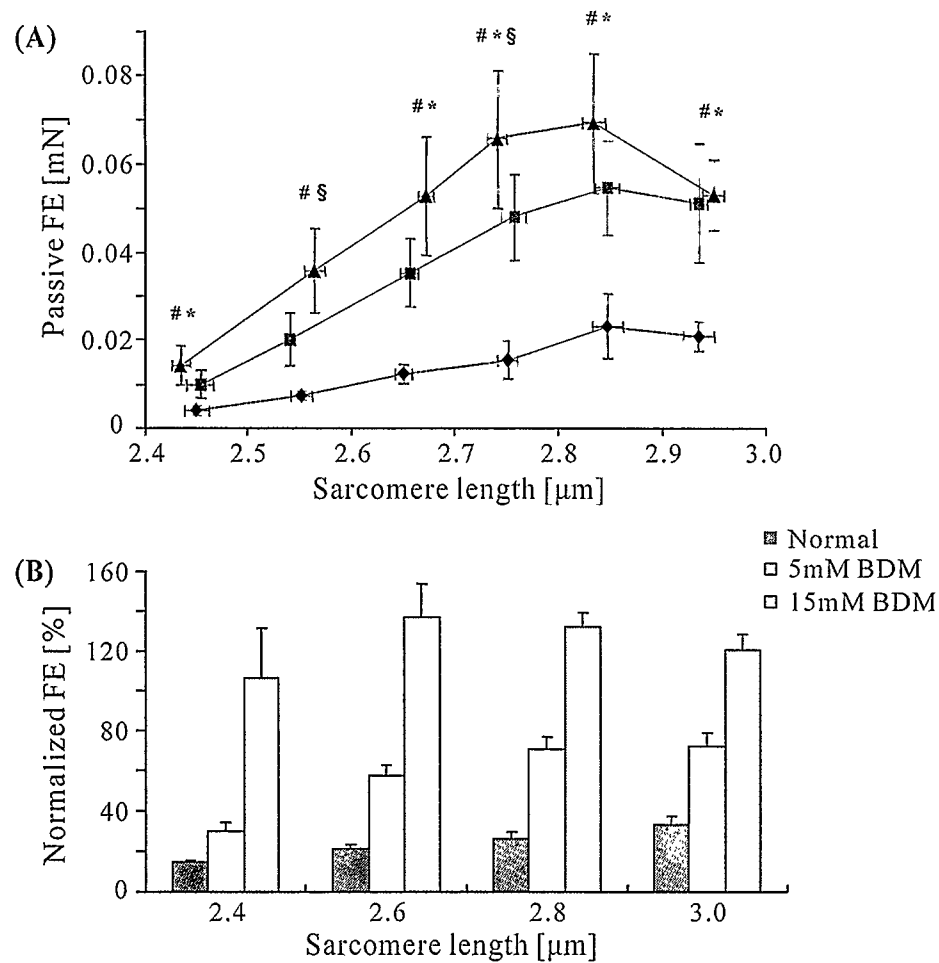 (A)
# *
# §
# *
# * §
# *
# *
Passive FE [mN]
0.08
0.06
0.04
0.02
0
2.4 2.5 2.6 2.7 2.8 2.9 3.0
Sarcomere length [μm]
(B)
Normal
5mM BDM
15mM BDM
Normalized FE [%]
160
120
80
40
0
2.4 2.6 2.8 3.0
Sarcomere length [μm]